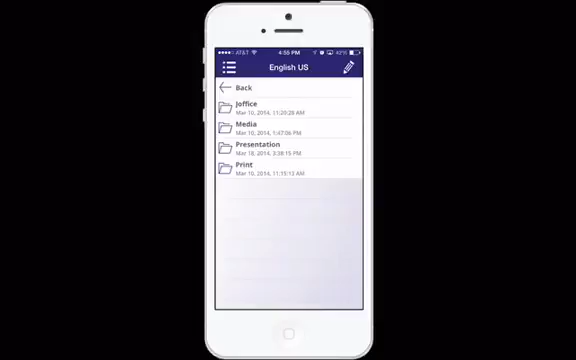 AT&T 4:55 PM 42%
English US
Back
Joffice
Mar 10, 2014, 11:20:28 AM
Media
Mar 10, 2014, 1:47:06 PM
Presentation
Mar 18, 2014, 3:38:15 PM
Print
Mar 10, 2014, 11:15:13 AM